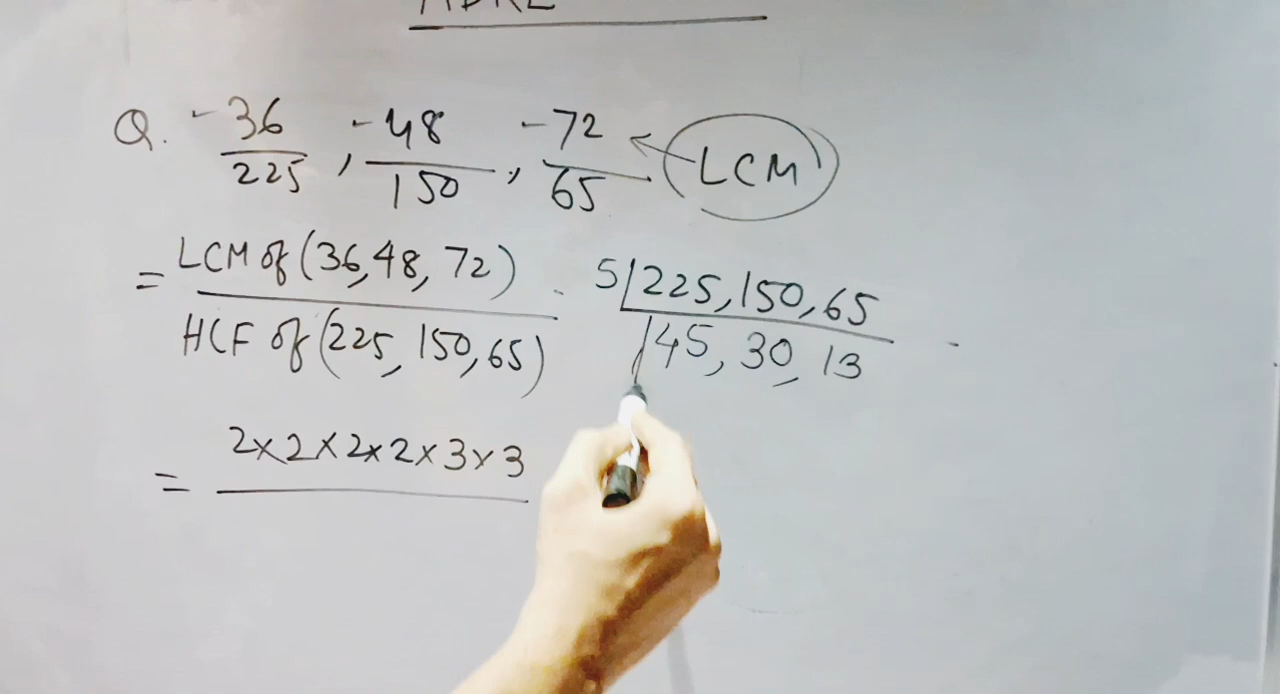 Q. -36/225, -48/150, -72/65 ← LCM
= LCM of (36, 48, 72) / HCF of (225, 150, 65)
5 | 225, 150, 65
45, 30, 13
= 2×2×2×2×3×3